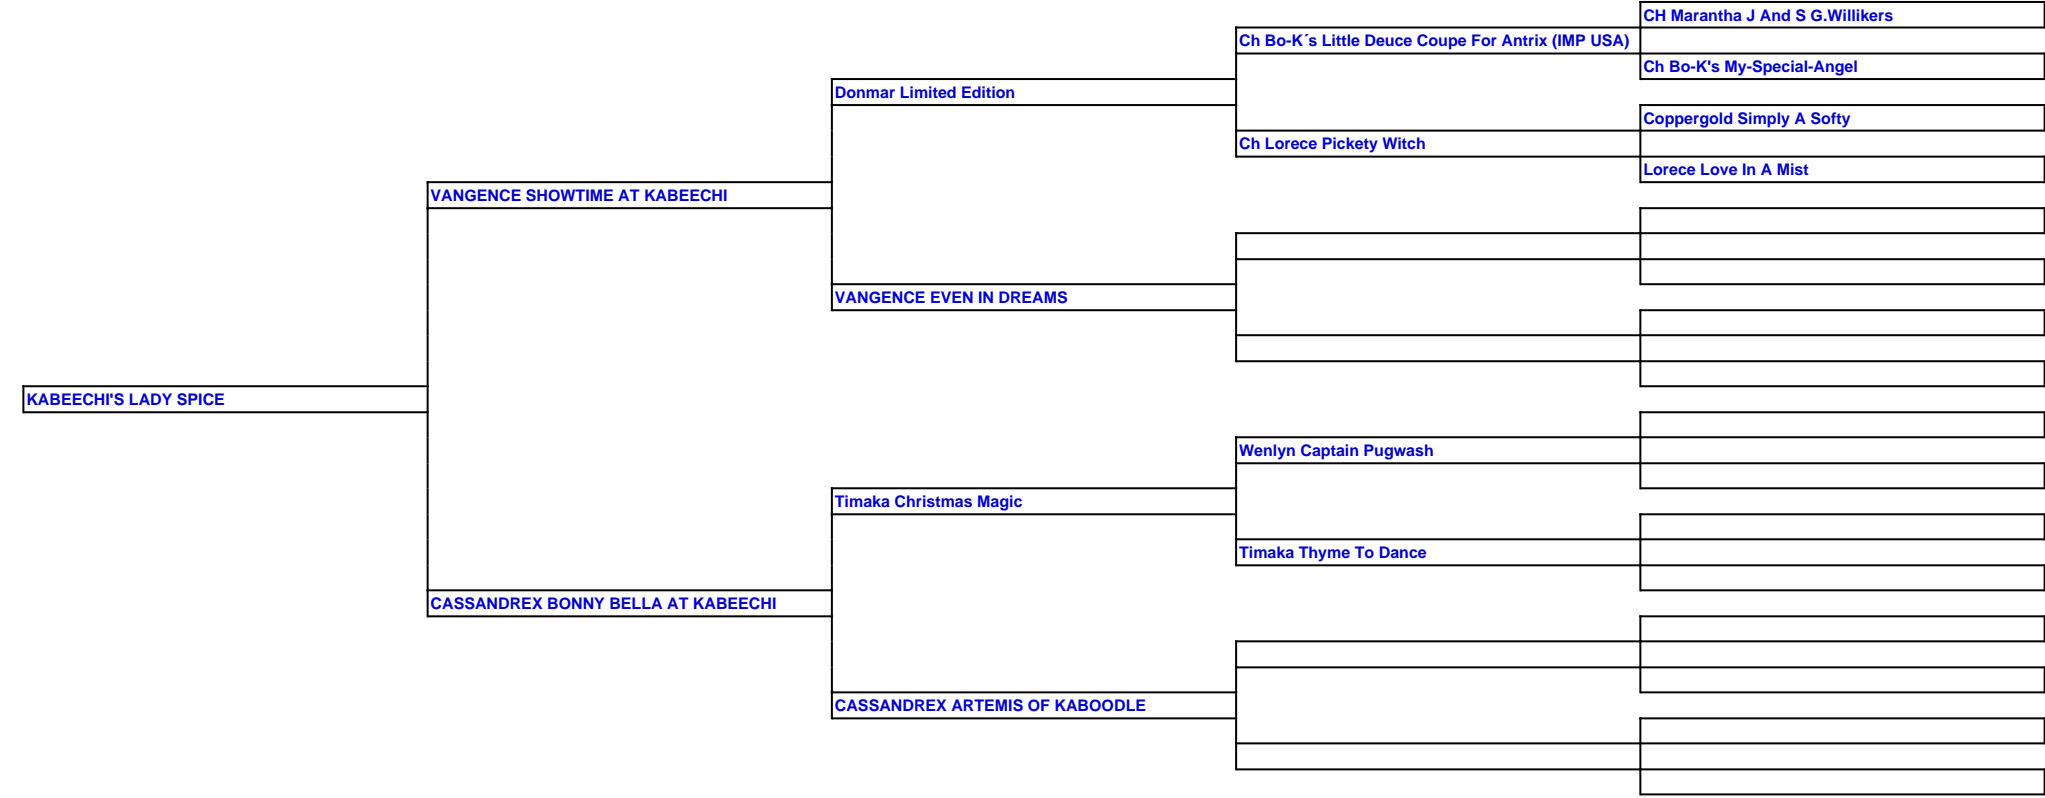 CH Marantha J And S G.Willikers
Ch Bo-K´s Little Deuce Coupe For Antrix (IMP USA)
Ch Bo-K's My-Special-Angel
Donmar Limited Edition
Coppergold Simply A Softy
Ch Lorece Pickety Witch
Lorece Love In A Mist
VANGENCE SHOWTIME AT KABEECHI
VANGENCE EVEN IN DREAMS
KABEECHI'S LADY SPICE
Wenlyn Captain Pugwash
Timaka Christmas Magic
Timaka Thyme To Dance
CASSANDREX BONNY BELLA AT KABEECHI
CASSANDREX ARTEMIS OF KABOODLE